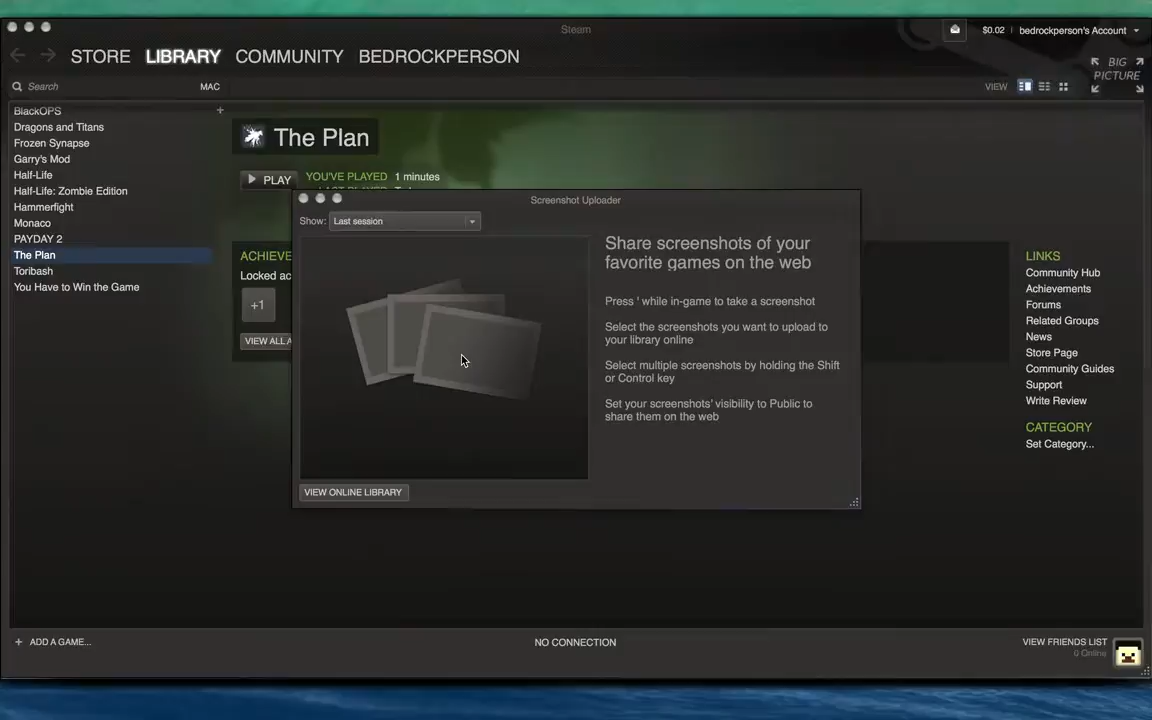 Steam
$0.02 | bedrockperson's Account
STORE LIBRARY COMMUNITY BEDROCKPERSON
BIG
PICTURE
Search
MAC
VIEW
BlackOPS
+
Dragons and Titans
Frozen Synapse
Garry's Mod
Half-Life
Half-Life: Zombie Edition
Hammerfight
Monaco
PAYDAY 2
The Plan
Toribash
You Have to Win the Game
The Plan
PLAY
YOU'VE PLAYED 1 minutes
ACHIEVE
Locked ac
+1
VIEW ALL A
Screenshot Uploader
Show: Last session
Share screenshots of your
favorite games on the web
Press ' while in-game to take a screenshot
Select the screenshots you want to upload to
your library online
Select multiple screenshots by holding the Shift
or Control key
Set your screenshots' visibility to Public to
share them on the web
VIEW ONLINE LIBRARY
LINKS
Community Hub
Achievements
Forums
Related Groups
News
Store Page
Community Guides
Support
Write Review
CATEGORY
Set Category...
+ ADD A GAME...
NO CONNECTION
VIEW FRIENDS LIST
0 Online